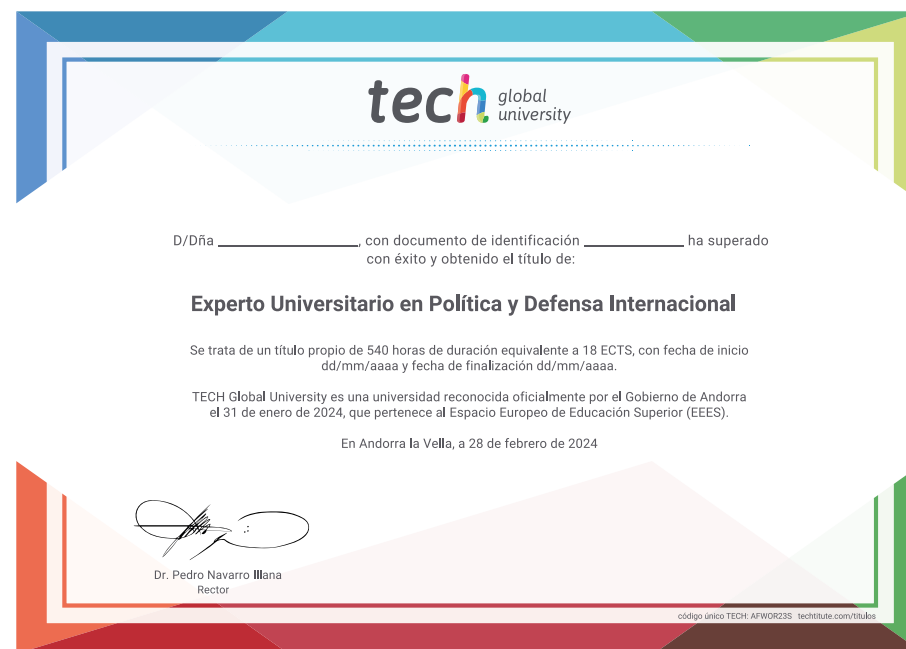 tech global
university
D/Dña ____________________, con documento de identificación ______________ ha superado
con éxito y obtenido el título de:
Experto Universitario en Política y Defensa Internacional
Se trata de un título propio de 540 horas de duración equivalente a 18 ECTS, con fecha de inicio
dd/mm/aaaa y fecha de finalización dd/mm/aaaa.
TECH Global University es una universidad reconocida oficialmente por el Gobierno de Andorra
el 31 de enero de 2024, que pertenece al Espacio Europeo de Educación Superior (EEES).
En Andorra la Vella, a 28 de febrero de 2024
Dr. Pedro Navarro Illana
Rector
código único TECH: AFWOR23S techtitute.com/titulos